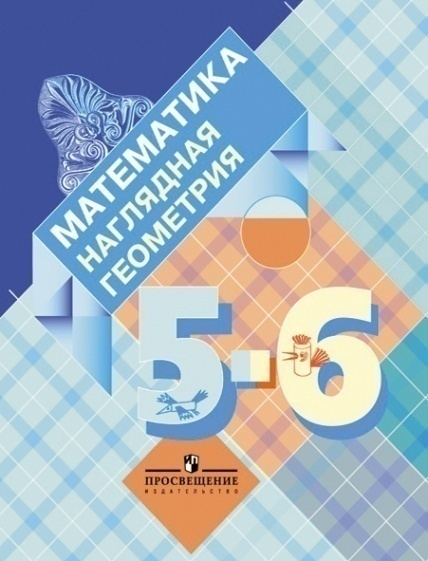 МАТЕМАТИКА
НАГЛЯДНАЯ
ГЕОМЕТРИЯ
5-6
ПРОСВЕЩЕНИЕ
ИЗДАТЕЛЬСТВО